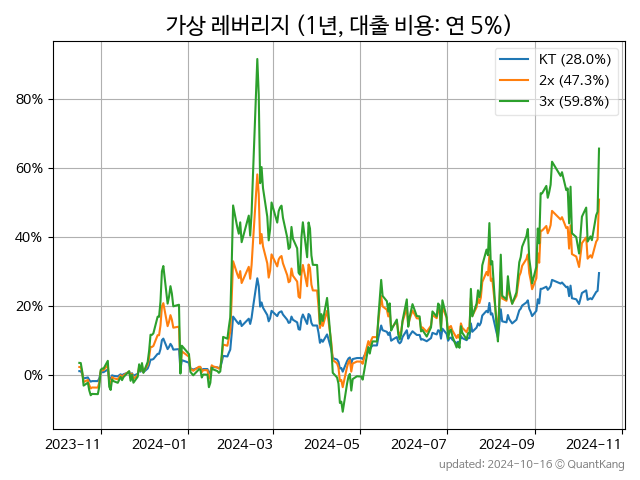 가상 레버리지 (1년, 대출 비용: 연 5%)
KT (28.0%)
2x (47.3%)
3x (59.8%)
80%
60%
40%
20%
0%
2023-11 2024-01 2024-03 2024-05 2024-07 2024-09 2024-11
updated: 2024-10-16 © QuantKang